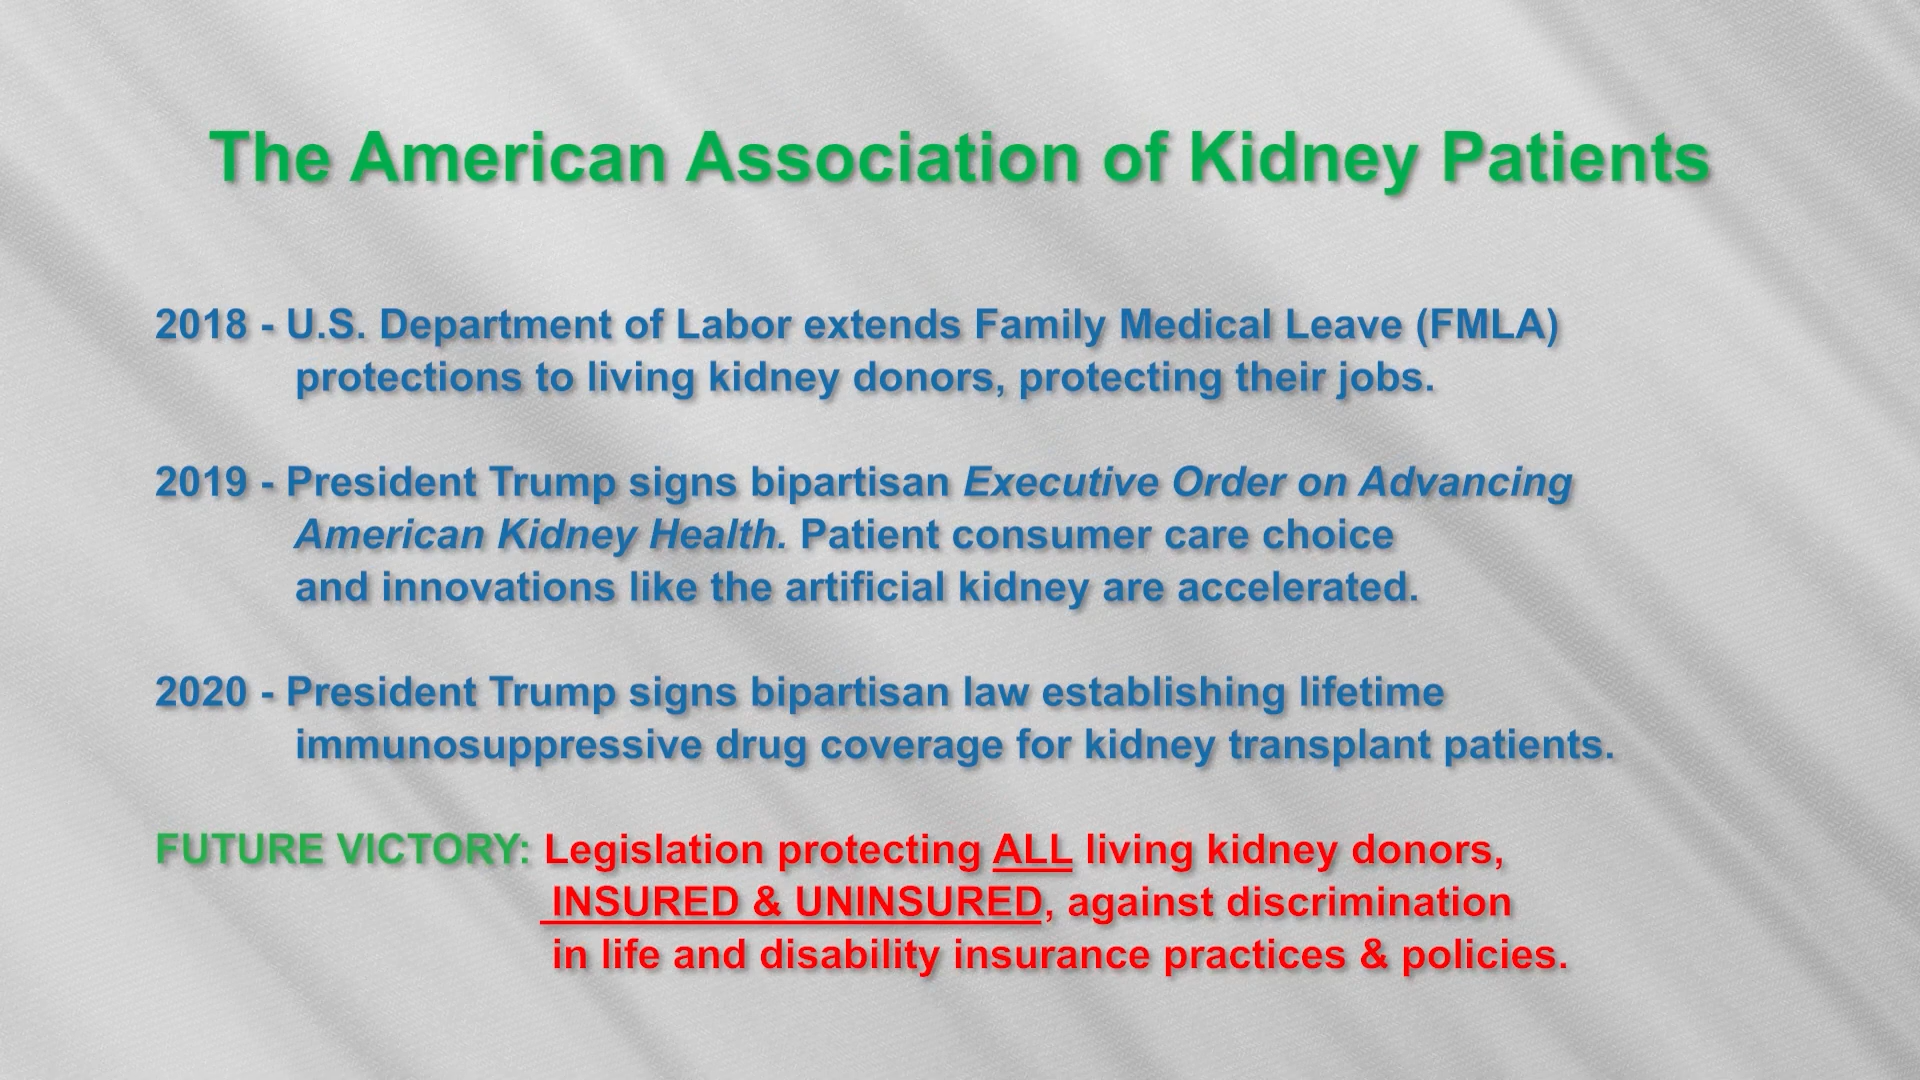 The American Association of Kidney Patients
2018 - U.S. Department of Labor extends Family Medical Leave (FMLA)
protections to living kidney donors, protecting their jobs.
2019 - President Trump signs bipartisan Executive Order on Advancing
American Kidney Health. Patient consumer care choice
and innovations like the artificial kidney are accelerated.
2020 - President Trump signs bipartisan law establishing lifetime
immunosuppressive drug coverage for kidney transplant patients.
FUTURE VICTORY: Legislation protecting ALL living kidney donors,
INSURED & UNINSURED, against discrimination
in life and disability insurance practices & policies.